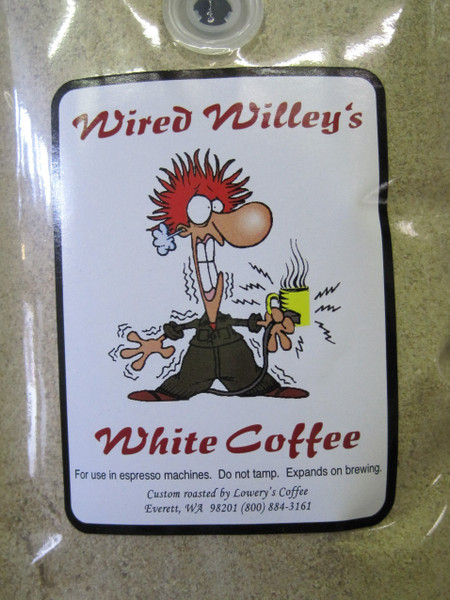 Wired Willey's
White Coffee
For use in espresso machines. Do not tamp. Expands on brewing.
Custom roasted by Lowery's Coffee
Everett, WA 98201 (800) 884-3161